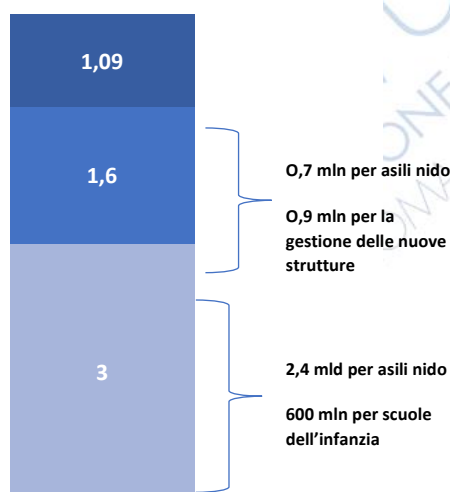 1,09
1,6
O,7 mln per asili nido
O,9 mln per la
gestione delle nuove
strutture
3
2,4 mld per asili nido
600 mln per scuole
dell’infanzia